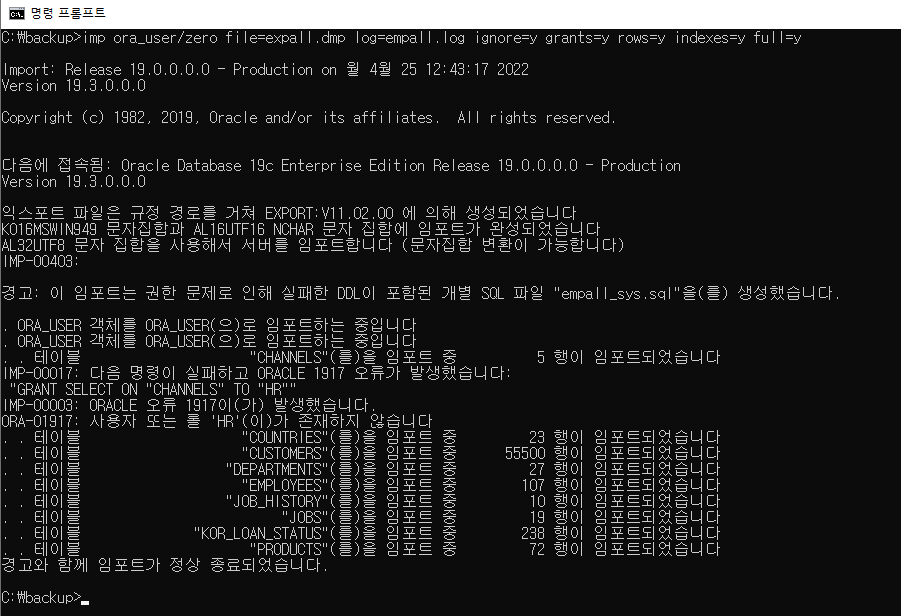 명령 프롬프트
C:\backup>imp ora_user/zero file=expall.dmp log=empall.log ignore=y grants=y rows=y indexes=y full=y
Import: Release 19.0.0.0.0 - Production on 월 4월 25 12:43:17 2022
Version 19.3.0.0.0
Copyright (c) 1982, 2019, Oracle and/or its affiliates.  All rights reserved.
다음에 접속됨: Oracle Database 19c Enterprise Edition Release 19.0.0.0.0 - Production
Version 19.3.0.0.0
익스포트 파일은 규정 경로를 거쳐 EXPORT:V11.02.00 에 의해 생성되었습니다
KO16MSWIN949 문자집합과 AL16UTF16 NCHAR 문자 집합에 임포트가 완성되었습니다
AL32UTF8 문자 집합을 사용해서 서버를 임포트합니다 (문자집합 변환이 가능합니다)
IMP-00403:
경고: 이 임포트는 권한 문제로 인해 실패한 DDL이 포함된 개별 SQL 파일 "empall_sys.sql"을(를) 생성했습니다.
. ORA_USER 객체를 ORA_USER(으)로 임포트하는 중입니다
. ORA_USER 객체를 ORA_USER(으)로 임포트하는 중입니다
. . 테이블 "CHANNELS"(를)을 임포트 중 5 행이 임포트되었습니다
IMP-00017: 다음 명령이 실패하고 ORACLE 1917 오류가 발생했습니다:
"GRANT SELECT ON "CHANNELS" TO "HR""
IMP-00003: ORACLE 오류 1917이(가) 발생했습니다.
ORA-01917: 사용자 또는 롤 'HR'(이)가 존재하지 않습니다
. . 테이블 "COUNTRIES"(를)을 임포트 중 23 행이 임포트되었습니다
. . 테이블 "CUSTOMERS"(를)을 임포트 중 55500 행이 임포트되었습니다
. . 테이블 "DEPARTMENTS"(를)을 임포트 중 27 행이 임포트되었습니다
. . 테이블 "EMPLOYEES"(를)을 임포트 중 107 행이 임포트되었습니다
. . 테이블 "JOB_HISTORY"(를)을 임포트 중 10 행이 임포트되었습니다
. . 테이블 "JOBS"(를)을 임포트 중 19 행이 임포트되었습니다
. . 테이블 "KOR_LOAN_STATUS"(를)을 임포트 중 238 행이 임포트되었습니다
. . 테이블 "PRODUCTS"(를)을 임포트 중 72 행이 임포트되었습니다
경고와 함께 임포트가 정상 종료되었습니다.
C:\backup>